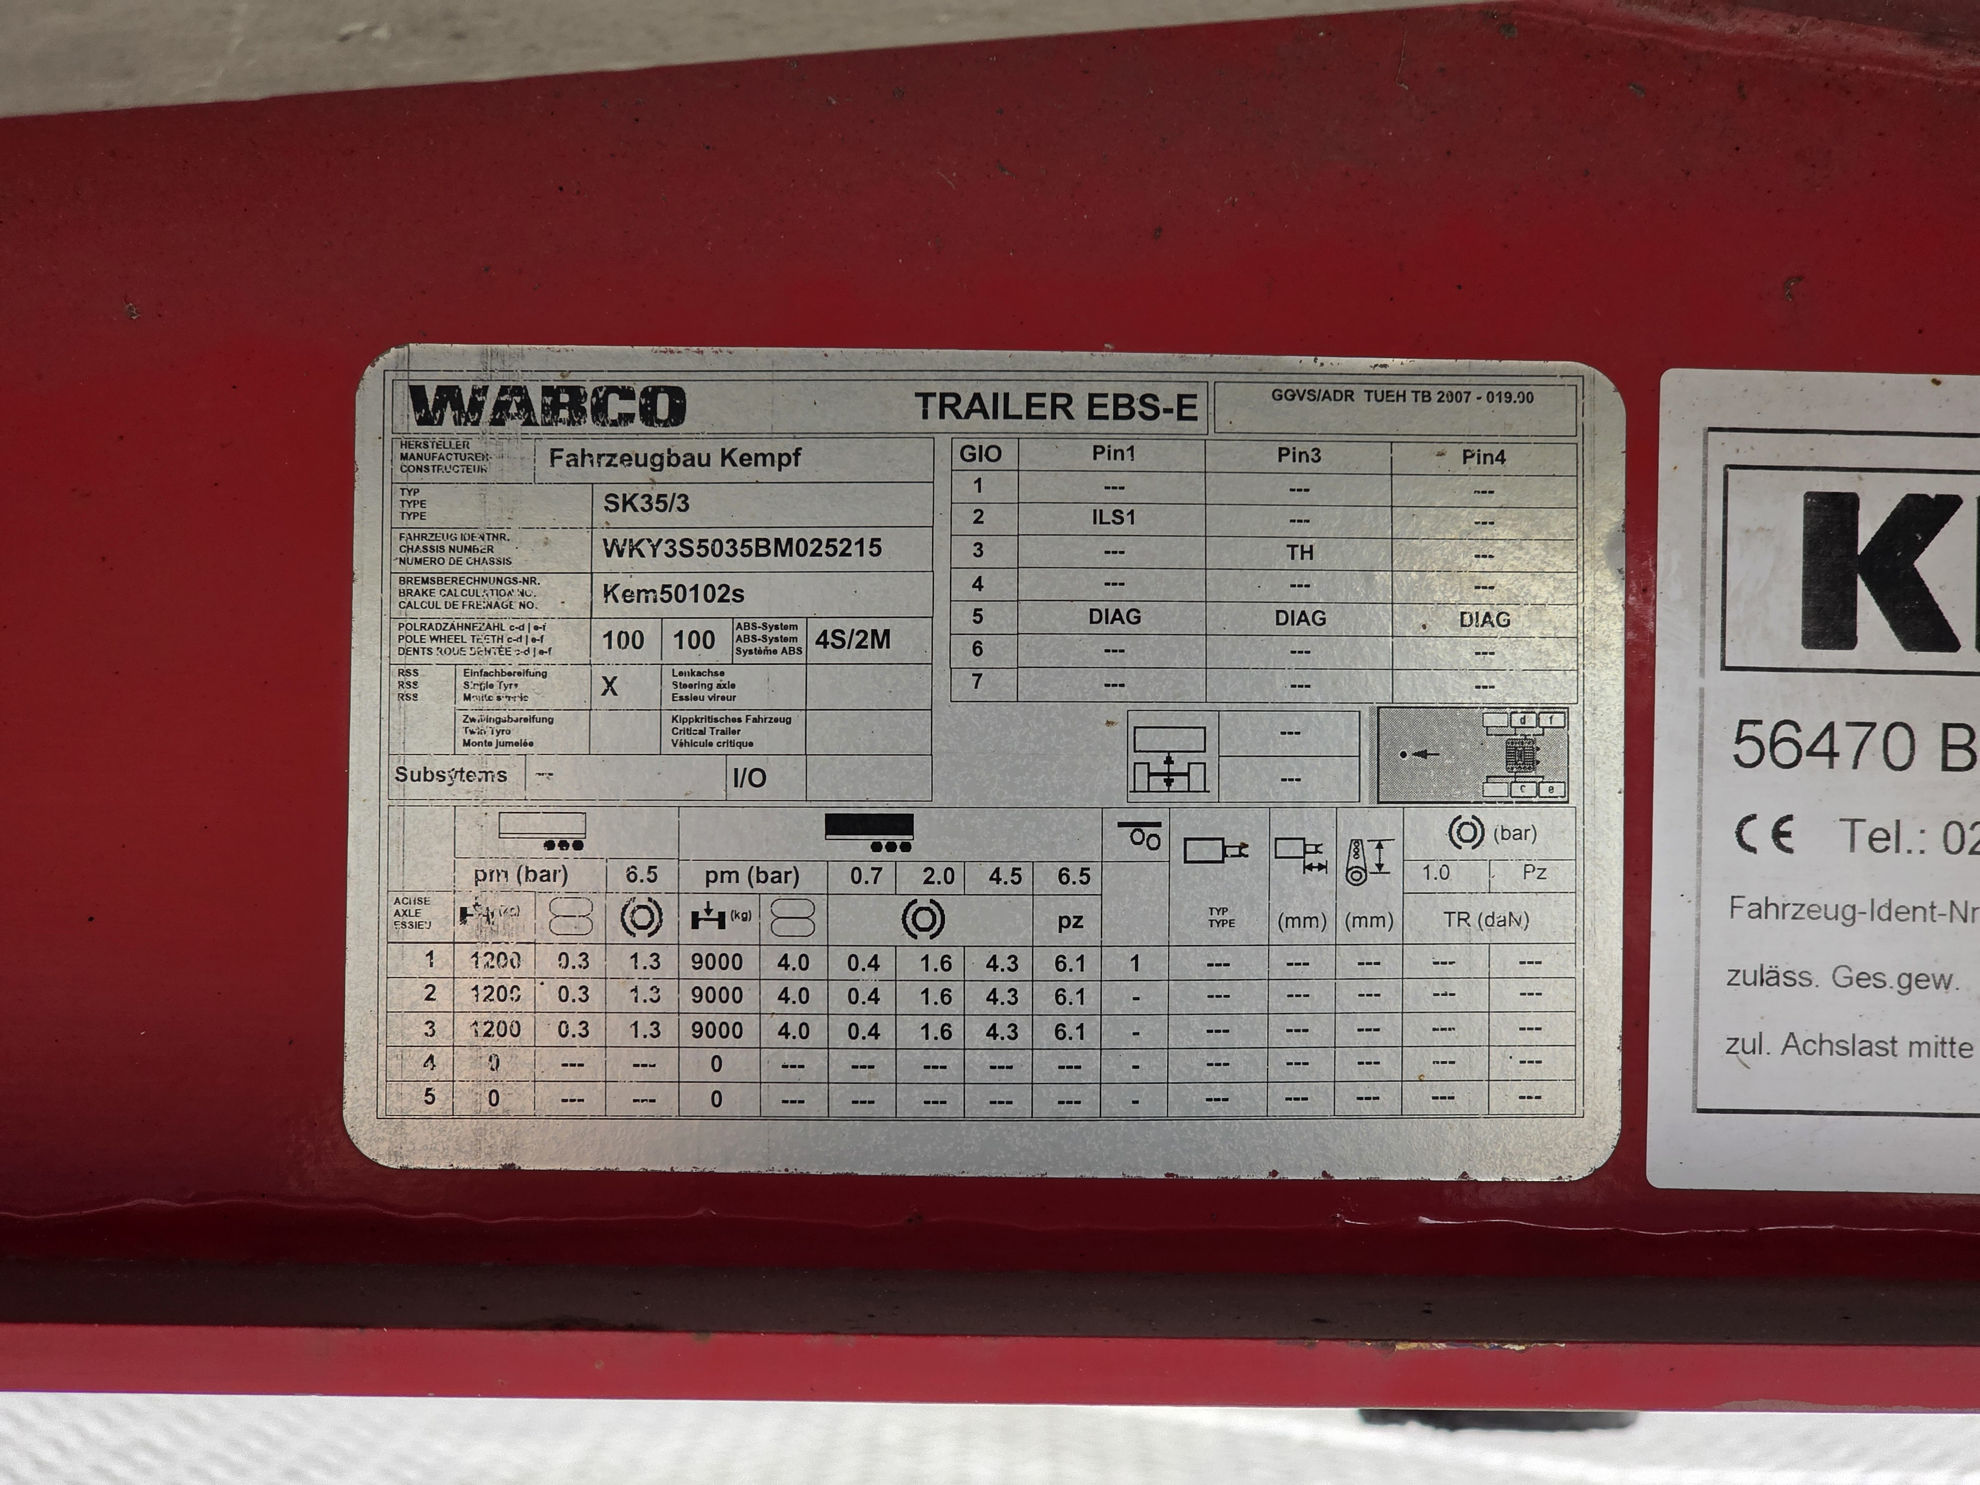 WABCO TRAILER EBS-E GGVS/ADR TUEH TB 2007 - 019.00
HERSTELLER
MANUFACTURER
CONSTRUCTEUR
Fahrzeugbau Kempf
TYP
TYPE
TYPE
SK35/3
FAHRZEUG IDENTNR.
CHASSIS NUMBER
NUMERO DE CHASSIS
WKY3S5035BM025215
BREMSBERECHNUNGS-NR.
BRAKE CALCULATION NO.
CALCUL DE FREINAGE NO.
Kem50102s
POLRADZAHNEZAHL c-d | e-f
POLE WHEEL TEETH c-d | e-f
DENTS ROUE DENTÉE c-d | e-f
100 100
ABS-System
ABS-System
Système ABS
4S/2M
RSS
RSS
RSS
Einfachbereifung
Single Tyre
Monte simple
X
Lenkachse
Steering axle
Essieu vireur
Zwillingsbereifung
Twin Tyre
Monte jumelée
Kippkritisches Fahrzeug
Critical Trailer
Véhicule critique
Subsytems --- I/O
GIO Pin1 Pin3 Pin4
1 --- --- ---
2 ILS1 --- ---
3 --- TH ---
4 --- --- ---
5 DIAG DIAG DIAG
6 --- --- ---
7 --- --- ---
---
---
d f
c e
pm (bar) 6.5 pm (bar) 0.7 2.0 4.5 6.5
(bar)
1.0 Pz
ACHSE
AXLE
ESSIEU
(kg) (kg) pz
TYP
TYPE
(mm) (mm) TR (daN)
1 1200 0.3 1.3 9000 4.0 0.4 1.6 4.3 6.1 1 --- --- --- --- ---
2 1200 0.3 1.3 9000 4.0 0.4 1.6 4.3 6.1 - --- --- --- --- ---
3 1200 0.3 1.3 9000 4.0 0.4 1.6 4.3 6.1 - --- --- --- --- ---
4 0 --- --- 0 --- --- --- --- --- - --- --- --- --- ---
5 0 --- --- 0 --- --- --- --- --- - --- --- --- --- ---
K
56470 B
CE Tel.: 02
Fahrzeug-Ident-Nr
zuläss. Ges.gew.
zul. Achslast mitte